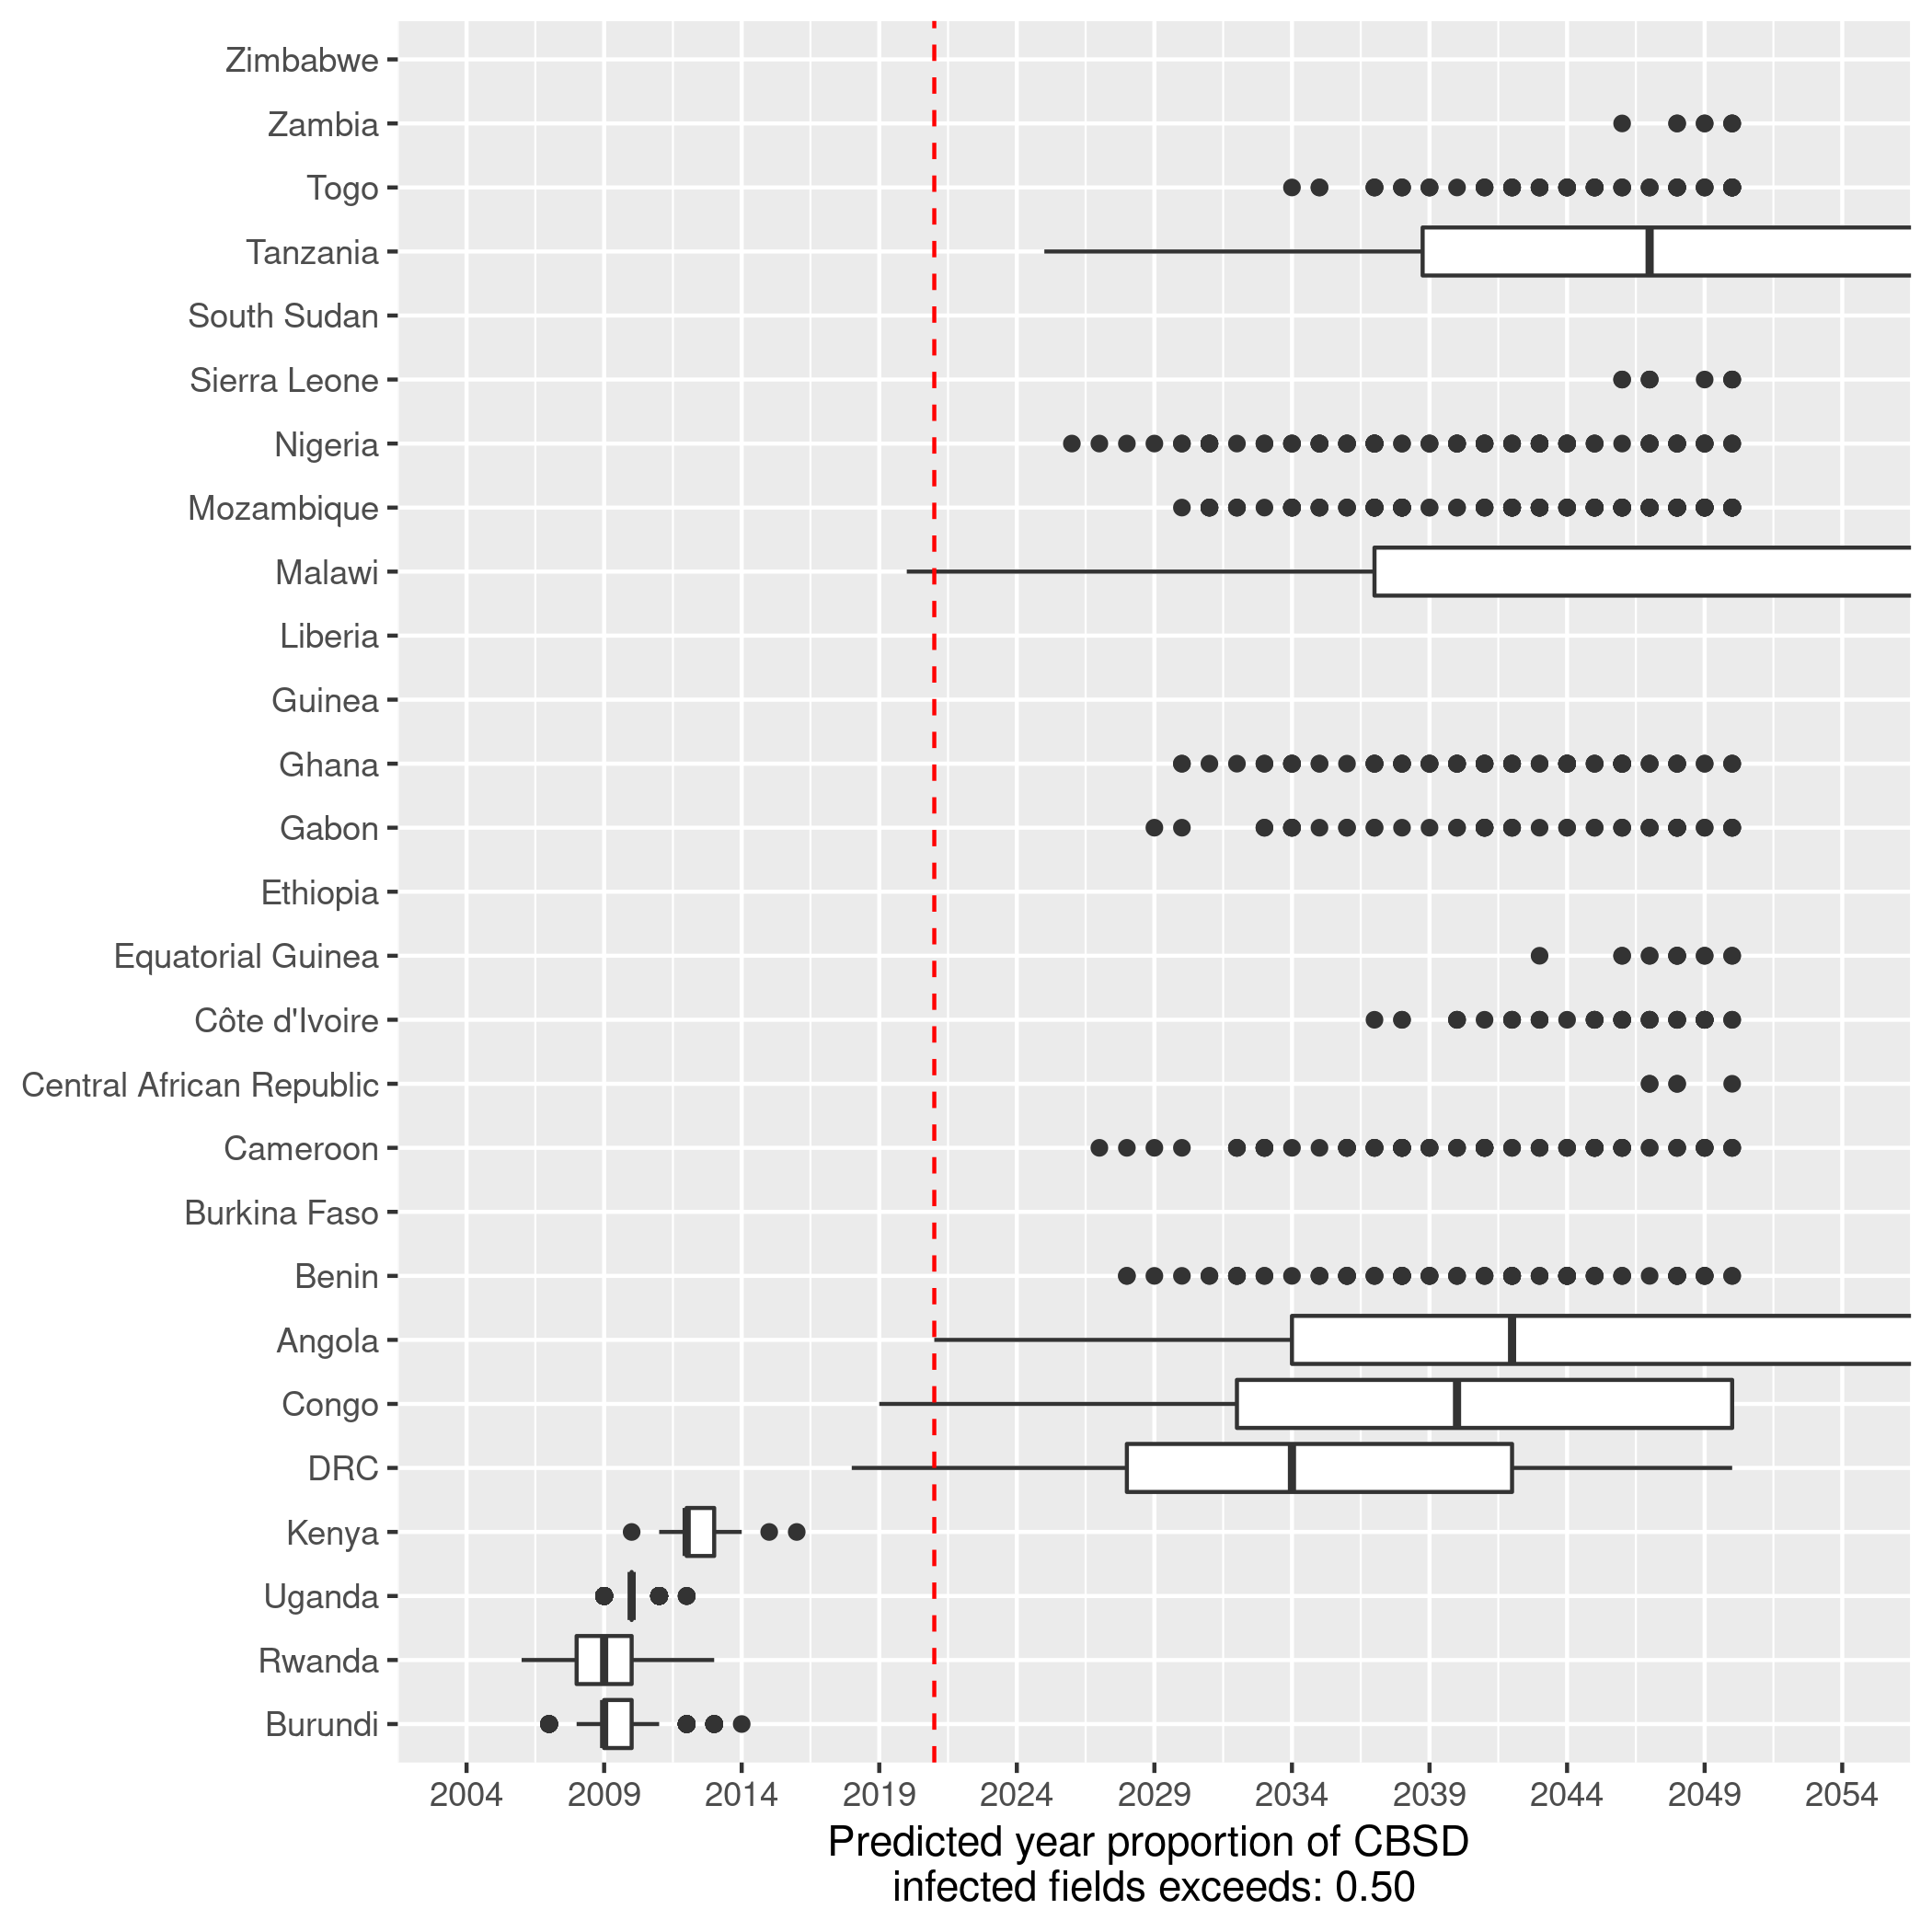 Zimbabwe
Zambia
Togo
Tanzania
South Sudan
Sierra Leone
Nigeria
Mozambique
Malawi
Liberia
Guinea
Ghana
Gabon
Ethiopia
Equatorial Guinea
Côte d'Ivoire
Central African Republic
Cameroon
Burkina Faso
Benin
Angola
Congo
DRC
Kenya
Uganda
Rwanda
Burundi
2004 2009 2014 2019 2024 2029 2034 2039 2044 2049 2054
Predicted year proportion of CBSD
infected fields exceeds: 0.50